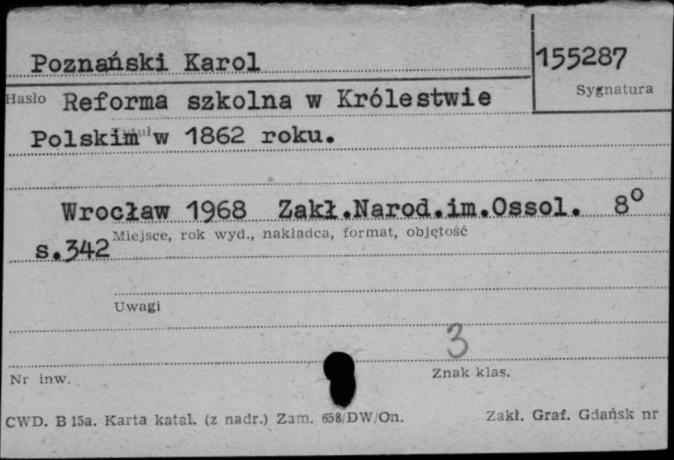 Poznański Karol
155287
Hasło
Sygnatura
Reforma szkolna w Królestwie
Polskim w 1862 roku.
Tytuł
Wrocław 1968 Zakł.Narod.im.Ossol. 8°
s.342
Miejsce, rok wyd., nakładca, format, objętość
Uwagi
3
Nr inw.
Znak klas.
CWD. B 15a. Karta katal. (z nadr.) Zam. 658/DW/On.
Zakł. Graf. Gdańsk nr